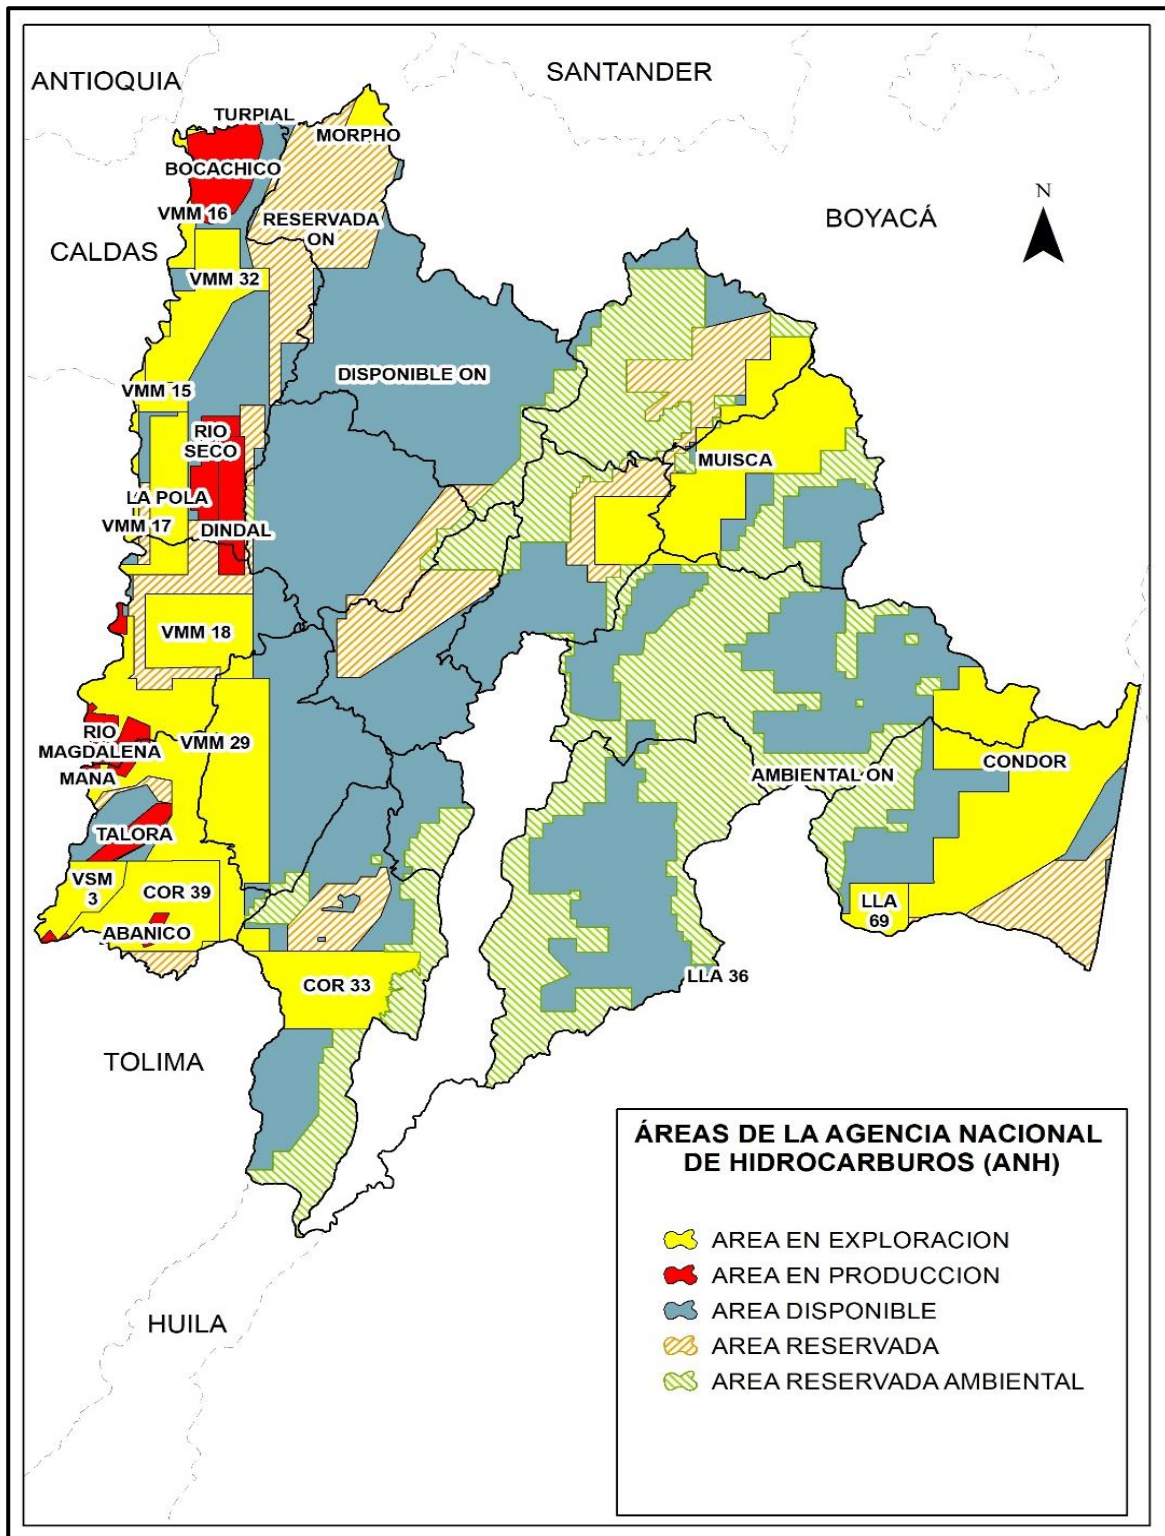 SANTANDER
ANTIOQUIA
TURPIAL
MORPHO
BOCACHICO
VMM 16
RESERVADA
ON
BOYACÁ
N
CALDAS
VMM 32
DISPONIBLE ON
VMM 15
RIO
SECO
MUISCA
LA POLA
VMM 17
DINDAL
VMM 18
RIO
MAGDALENA
VMM 29
MANA
AMBIENTAL ON
CONDOR
TALORA
VSM
3
COR 39
LLA
69
ABANICO
LLA 36
COR 33
TOLIMA
HUILA
ÁREAS DE LA AGENCIA NACIONAL
DE HIDROCARBUROS (ANH)
AREA EN EXPLORACION
AREA EN PRODUCCION
AREA DISPONIBLE
AREA RESERVADA
AREA RESERVADA AMBIENTAL